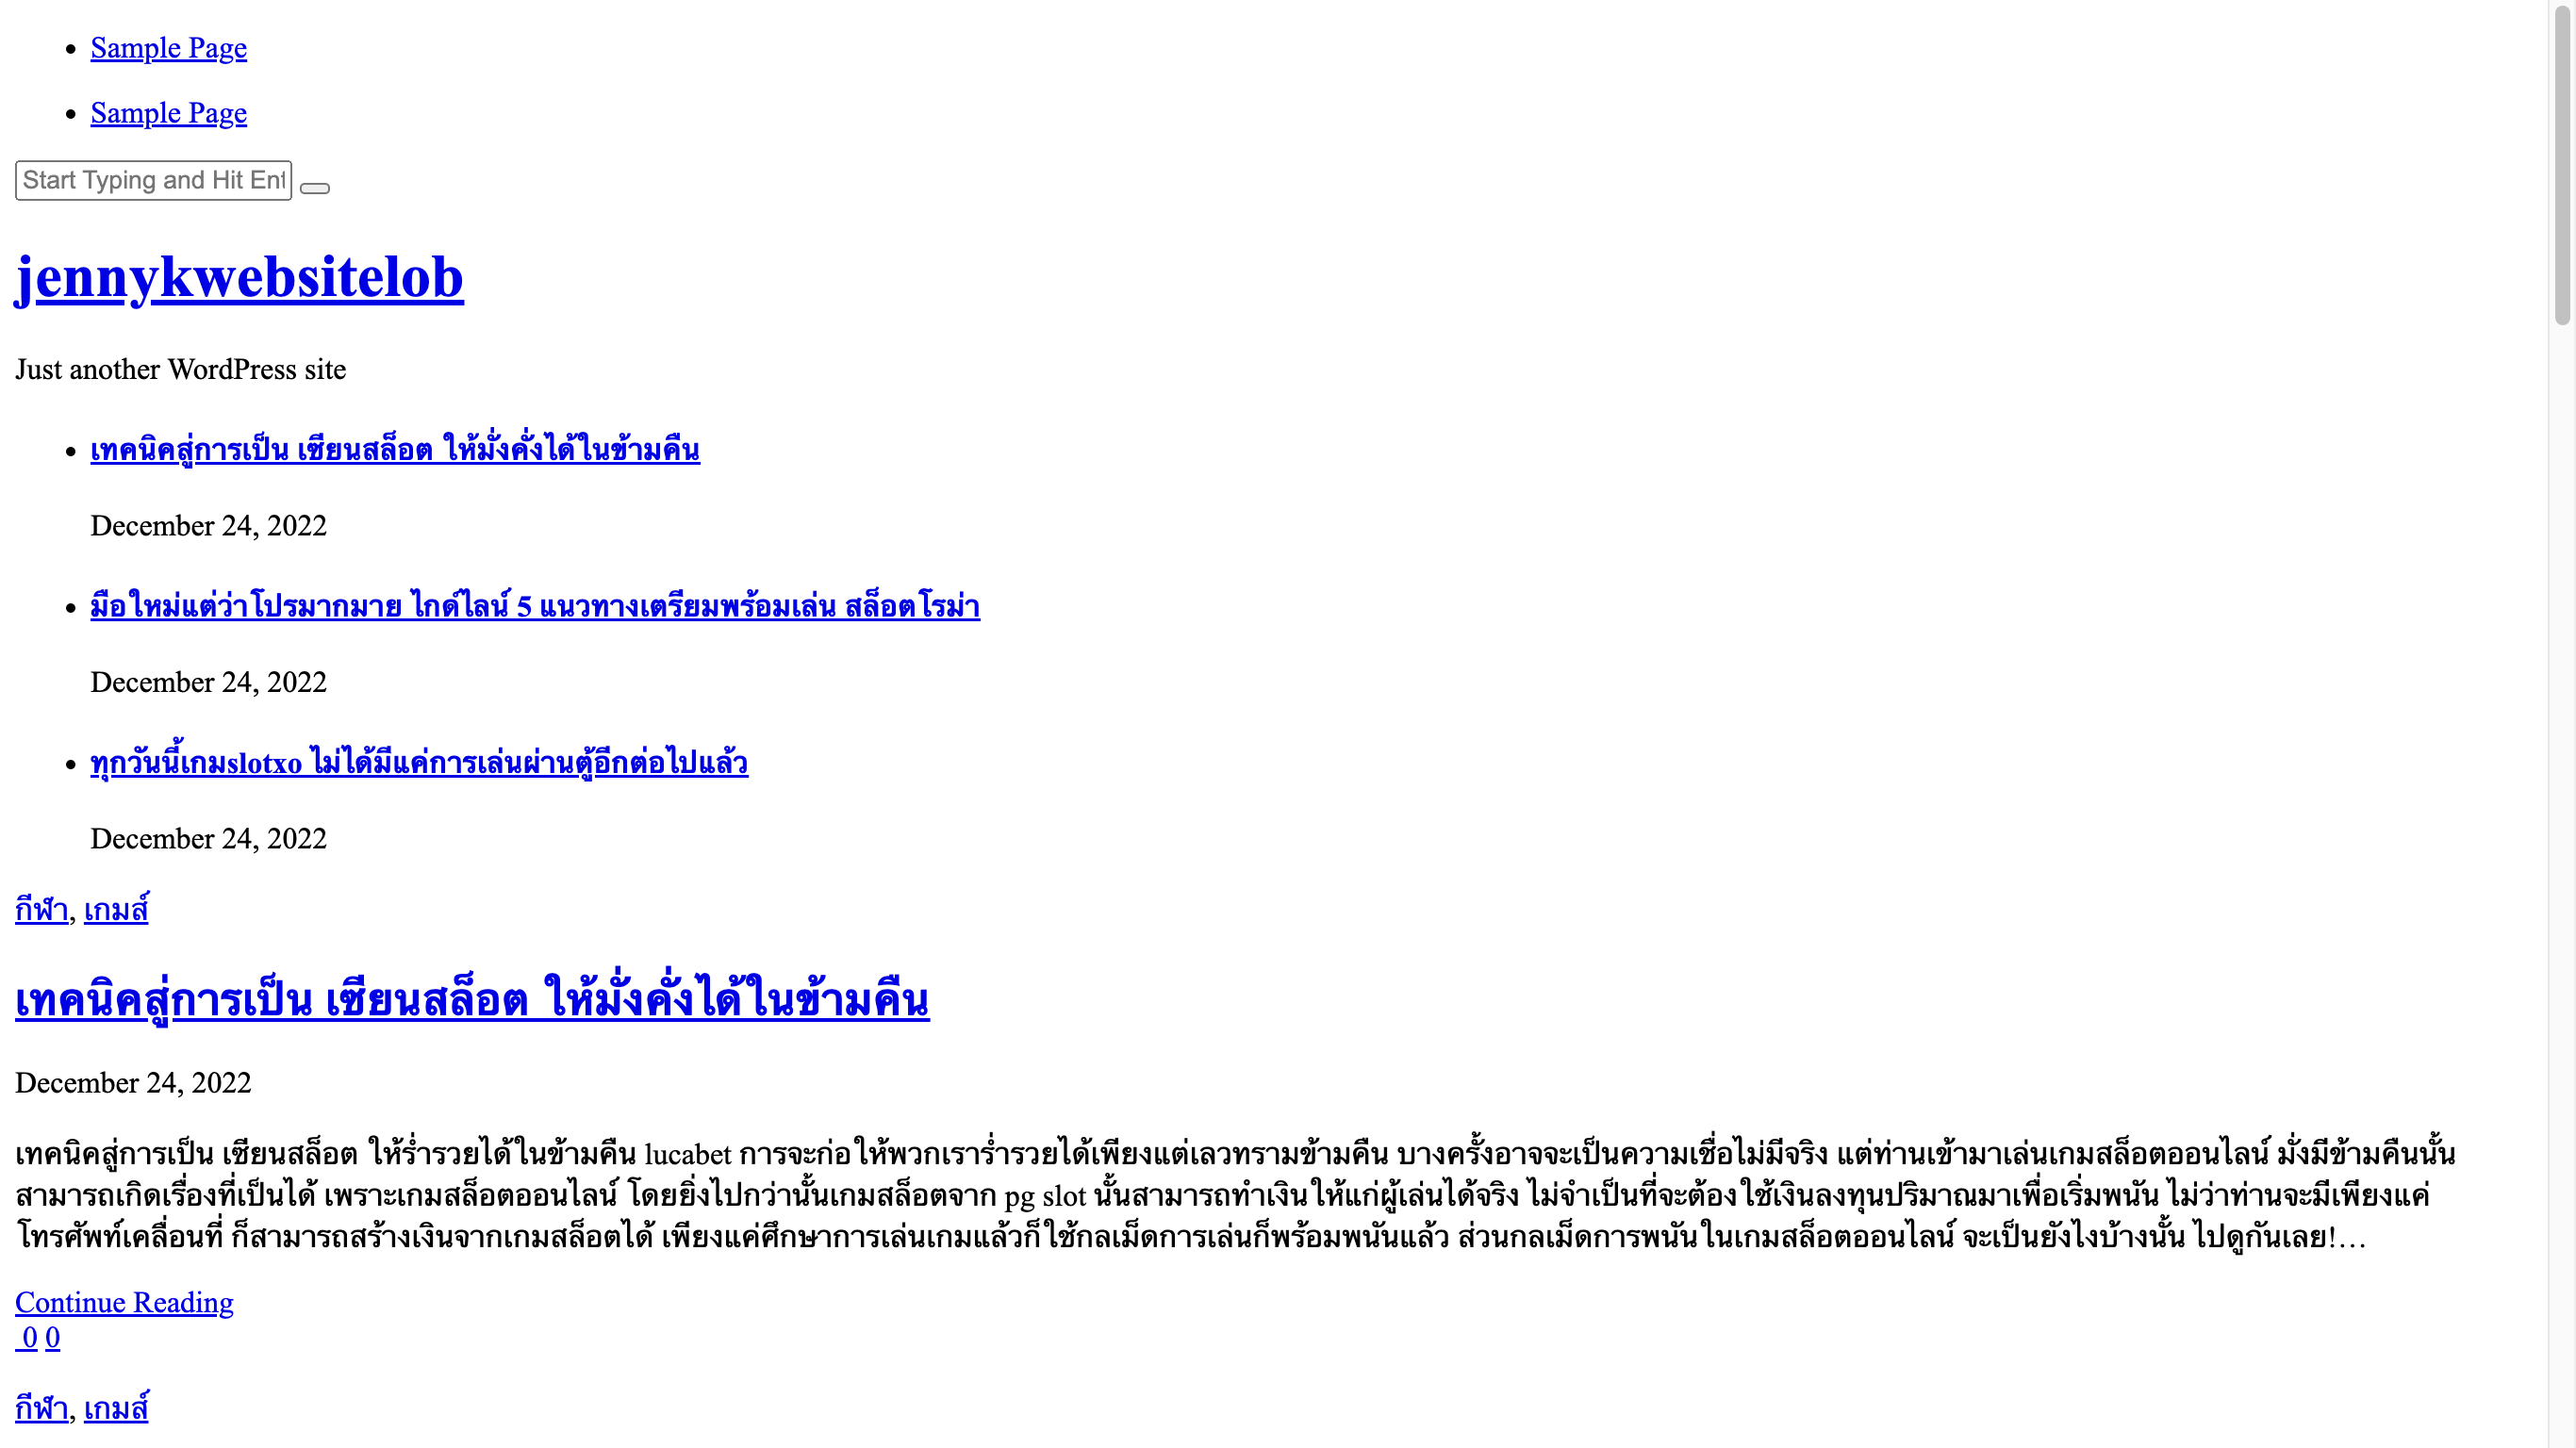 Sample Page
Sample Page
Start Typing and Hit Ent
jennykwebsitelob
Just another WordPress site
เทคนิคสู่การเป็น เซียนสล็อต ให้มั่งคั่งได้ในข้ามคืน
December 24, 2022
มือใหม่แต่ว่าโปรมากมาย ไกด์ไลน์ 5 แนวทางเตรียมพร้อมเล่น สล็อตโรม่า
December 24, 2022
ทุกวันนี้เกมslotxo ไม่ได้มีแค่การเล่นผ่านตู้อีกต่อไปแล้ว
December 24, 2022
กีฬา, เกมส์
เทคนิคสู่การเป็น เซียนสล็อต ให้มั่งคั่งได้ในข้ามคืน
December 24, 2022
เทคนิคสู่การเป็น เซียนสล็อต ให้ร่ำรวยได้ในข้ามคืน lucabet การจะก่อให้พวกเราร่ำรวยได้เพียงแต่เลวทรามข้ามคืน บางครั้งอาจจะเป็นความเชื่อไม่มีจริง แต่ท่านเข้ามาเล่นเกมสล็อตออนไลน์ มั่งมีข้ามคืนนั้น
สามารถเกิดเรื่องที่เป็นได้ เพราะเกมสล็อตออนไลน์ โดยยิ่งไปกว่านั้นเกมสล็อตจาก pg slot นั้นสามารถทำเงินให้แก่ผู้เล่นได้จริง ไม่จำเป็นที่จะต้องใช้เงินลงทุนปริมาณมาเพื่อเริ่มพนัน ไม่ว่าท่านจะมีเพียงแค่
โทรศัพท์เคลื่อนที่ ก็สามารถสร้างเงินจากเกมสล็อตได้ เพียงแค่ศึกษาการเล่นเกมแล้วก็ใช้กลเม็ดการเล่นก็พร้อมพนันแล้ว ส่วนกลเม็ดการพนันในเกมสล็อตออนไลน์ จะเป็นยังไงบ้างนั้น ไปดูกันเลย!…
Continue Reading
0 0
กีฬา, เกมส์